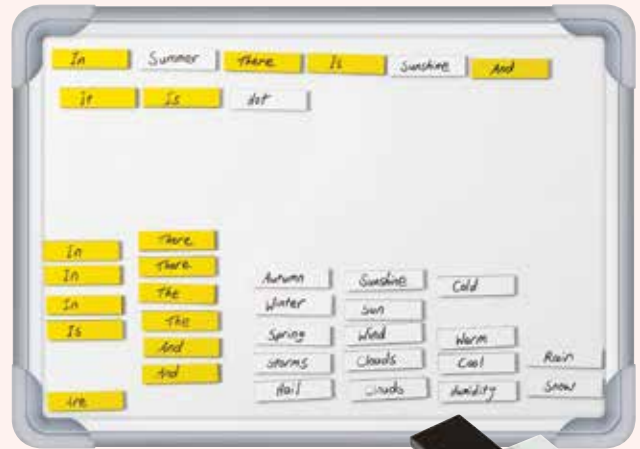 In Summer There Is Sunshine And
It Is Hot
In
In
In
Is
Are
There
There
The
The
And
And
Autumn
Winter
Spring
Storms
Hail
Sunshine
Sun
Wind
Clouds
Clouds
Cold
Warm
Cool
Humidity
Rain
Snow